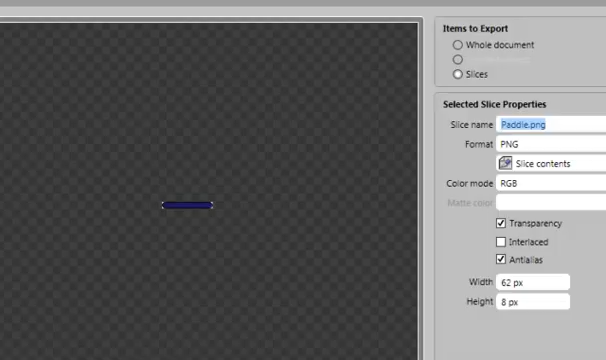 Items to Export
Whole document
Slices
Selected Slice Properties
Slice name Paddle.png
Format PNG
Slice contents
Color mode RGB
Matte color
Transparency
Interlaced
Antialias
Width 62 px
Height 8 px